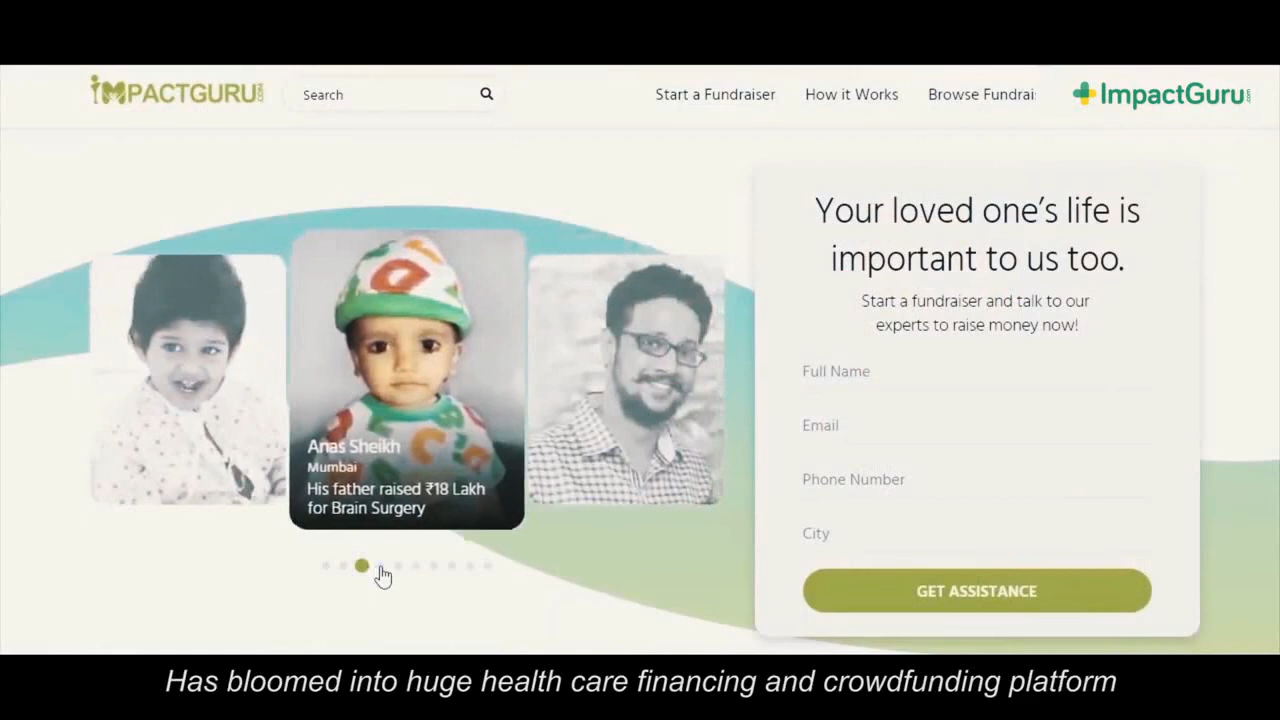 iMPACTGURU.COM
Search
Start a Fundraiser
How it Works
Browse Fundrai
ImpactGuru.com
Your loved one's life is
important to us too.
Start a fundraiser and talk to our
experts to raise money now!
Full Name
Email
Phone Number
City
GET ASSISTANCE
Anas Sheikh
Mumbai
His father raised ₹18 Lakh
for Brain Surgery
Has bloomed into huge health care financing and crowdfunding platform